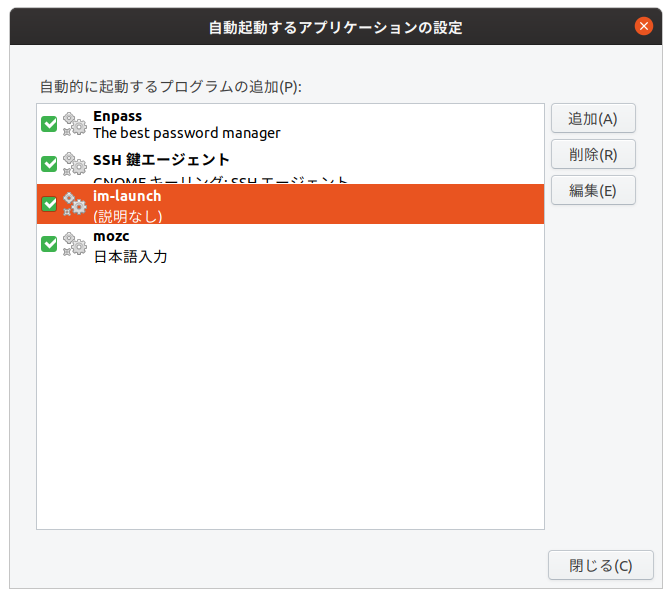 自動起動するアプリケーションの設定
自動的に起動するプログラムの追加(P):
Enpass
The best password manager
SSH 鍵エージェント
GNOME キーリング: SSH エージェント
im-launch
(説明なし)
mozc
日本語入力
追加(A)
削除(R)
編集(E)
閉じる(C)